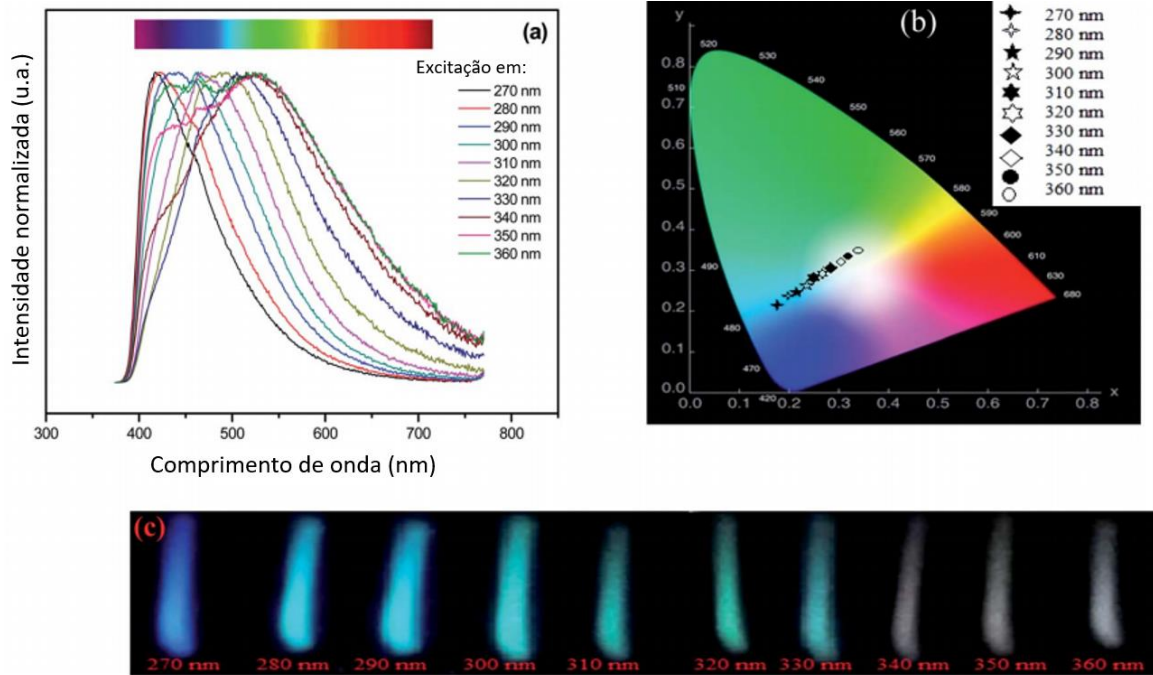 (a)
Excitação em:
270 nm
280 nm
290 nm
300 nm
310 nm
320 nm
330 nm
340 nm
350 nm
360 nm
Intensidade normalizada (u.a.)
300
400
500
600
700
800
Comprimento de onda (nm)
(b)
y
0.8
0.7
0.6
0.5
0.4
0.3
0.2
0.1
0.0
0.0
0.1
0.2
0.3
0.4
0.5
0.6
0.7
0.8
x
420
470
480
490
510
520
530
540
550
560
570
580
590
600
610
630
680
270 nm
280 nm
290 nm
300 nm
310 nm
320 nm
330 nm
340 nm
350 nm
360 nm
(c)
270 nm
280 nm
290 nm
300 nm
310 nm
320 nm
330 nm
340 nm
350 nm
360 nm